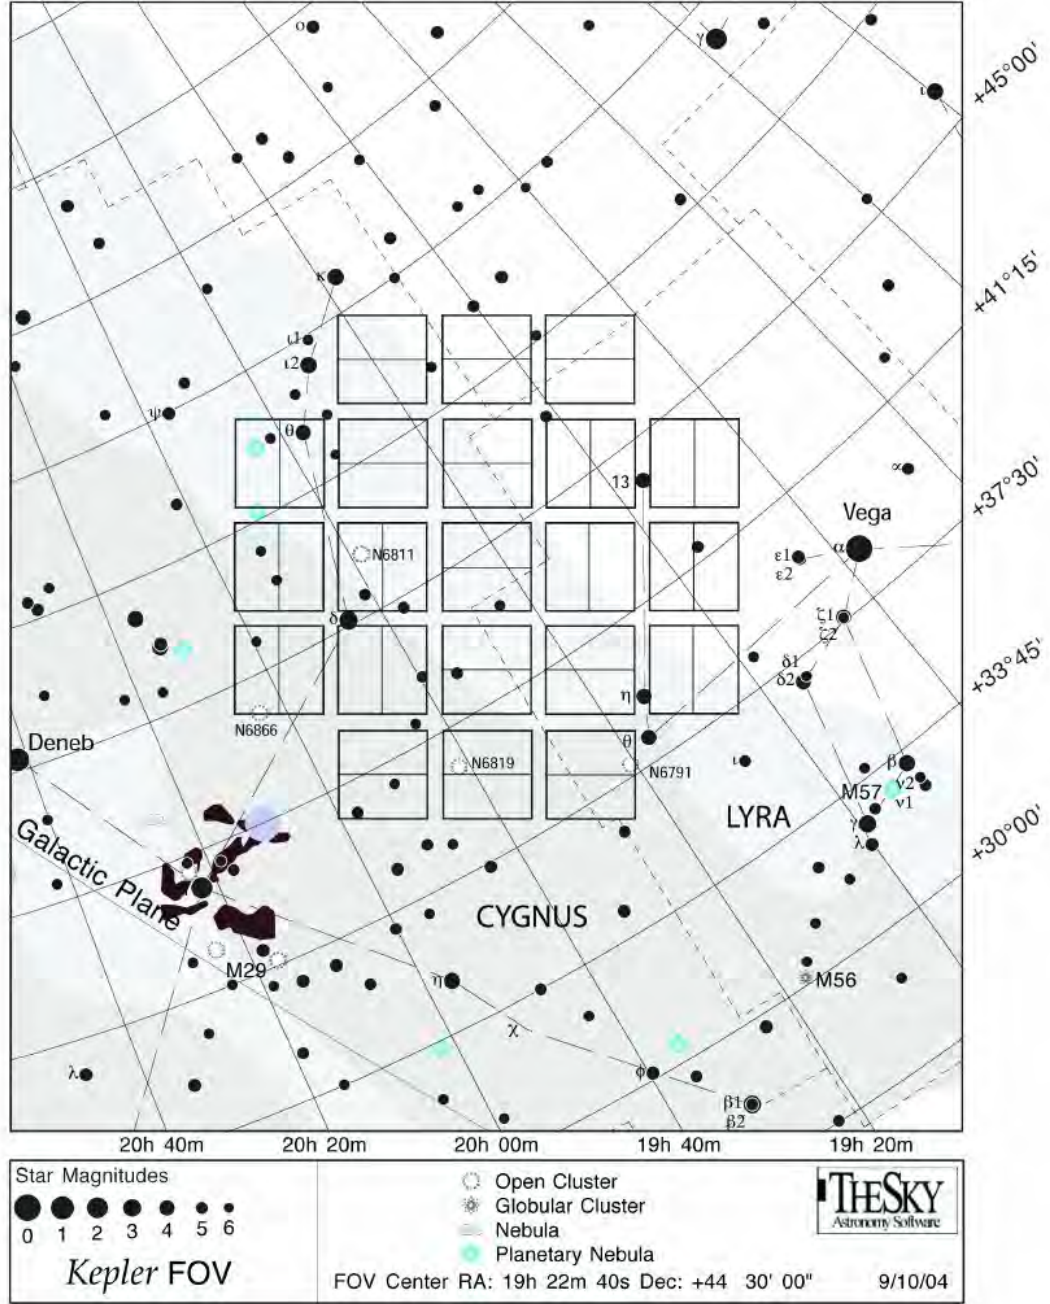 ο
γ
ι
+45°00'
κ
+41°15'
ι1
ι2
ψ
θ
13
α
+37°30'
Vega
α
ε1
ε2
N6811
δ
ζ1
ζ2
+33°45'
δ1
δ2
η
N6866
Deneb
θ
N6819
N6791
ι
β
ν2
M57
ν1
LYRA
γ
λ
+30°00'
Galactic Plane
CYGNUS
M29
η
M56
χ
λ
φ
β1
β2
20h 40m
20h 20m
20h 00m
19h 40m
19h 20m
Star Magnitudes
0 1 2 3 4 5 6
Kepler FOV
Open Cluster
Globular Cluster
Nebula
Planetary Nebula
THESKY
Astronomy Software
FOV Center RA: 19h 22m 40s Dec: +44 30' 00"
9/10/04